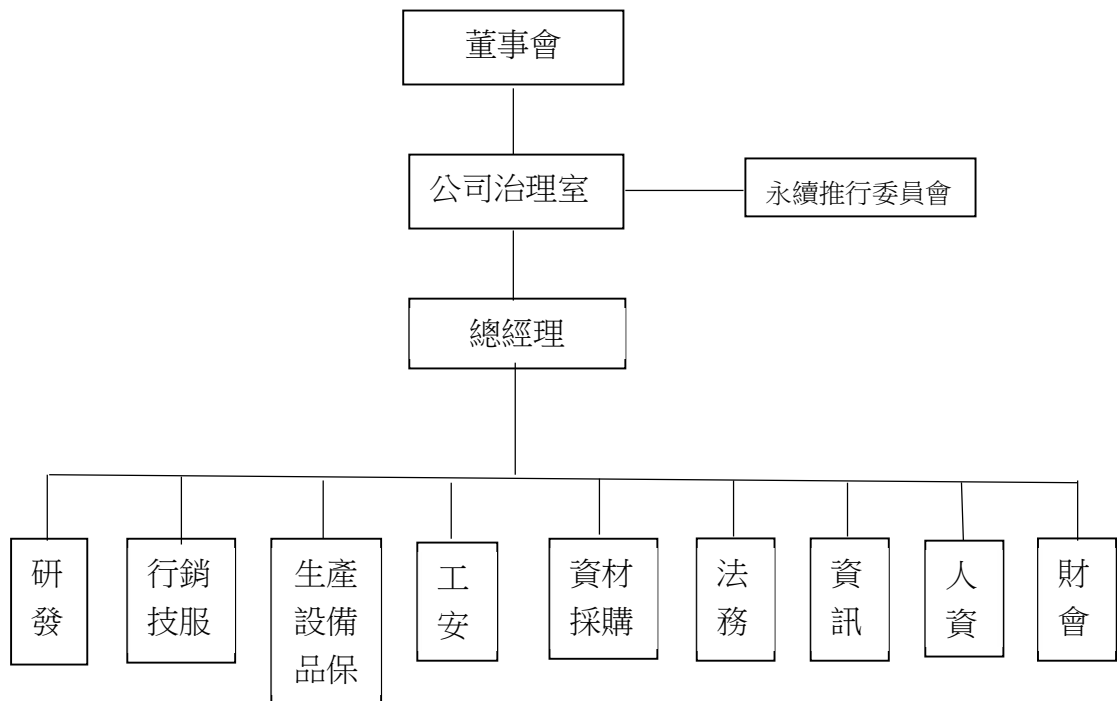 董事會
公司治理室
永續推行委員會
總經理
研
發
行銷
技服
生產
設備
品保
工
安
資材
採購
法
務
資
訊
人
資
財
會